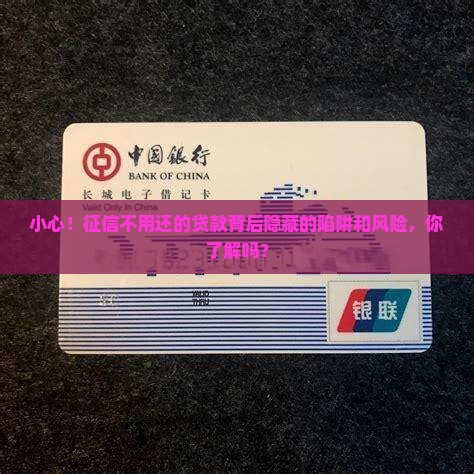 中国银行
BANK OF CHINA
长城电子借记卡
Valid Only In China
小心！征信不用还的贷款背后隐藏的陷阱和风险，你
了解吗？
VALID
THRU
银联